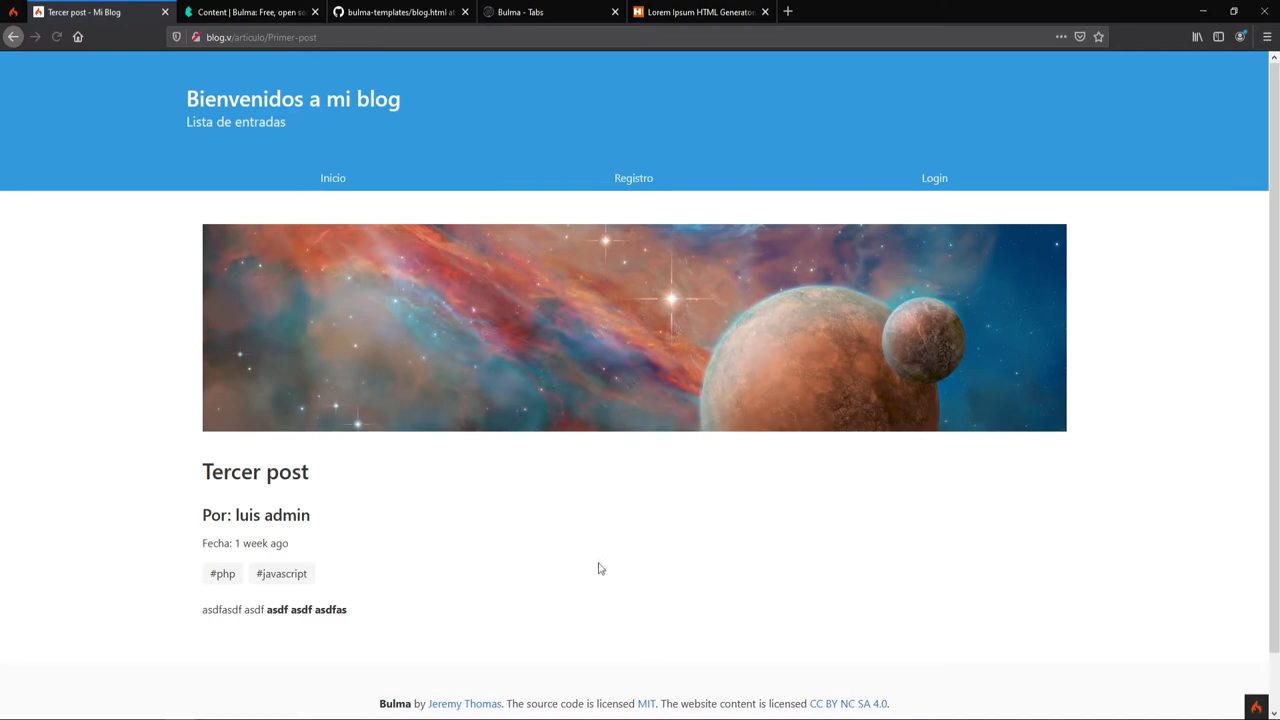 Tercer post - Mi Blog
Content | Bulma: Free, open so
bulma-templates/blog.html at
Bulma - Tabs
Lorem Ipsum HTML Generator
blog.v/articulo/Primer-post
Bienvenidos a mi blog
Lista de entradas
Inicio
Registro
Login
Tercer post
Por: luis admin
Fecha: 1 week ago
#php #javascript
asdfasdf asdf asdf asdf asdfas
Bulma by Jeremy Thomas. The source code is licensed MIT. The website content is licensed CC BY NC SA 4.0.